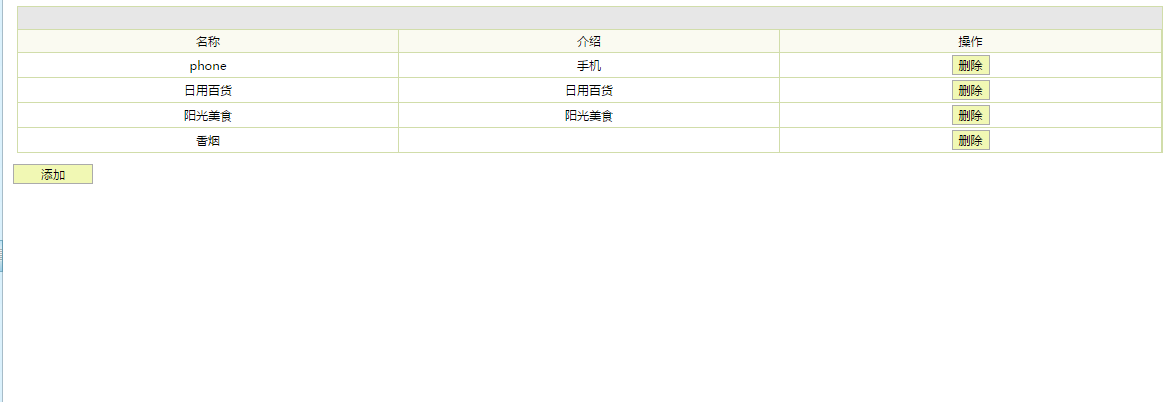 名称 介绍 操作
phone 手机 删除
日用百货 日用百货 删除
阳光美食 阳光美食 删除
香烟 删除
添加